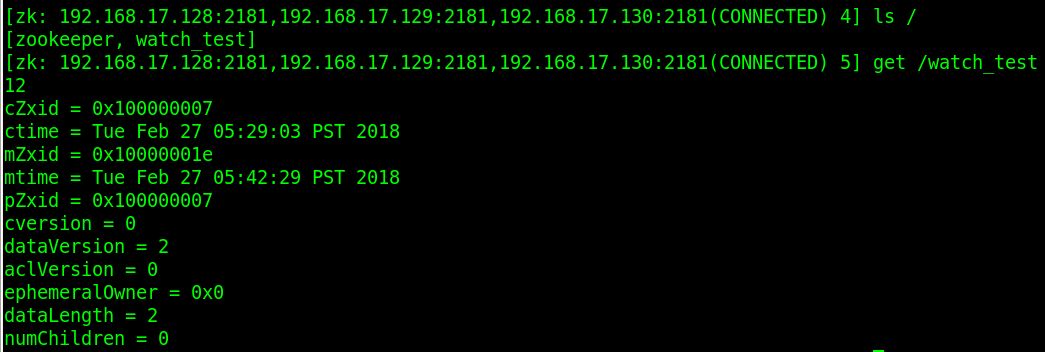 [zk: 192.168.17.128:2181,192.168.17.129:2181,192.168.17.130:2181(CONNECTED) 4] ls /
[zookeeper, watch_test]
[zk: 192.168.17.128:2181,192.168.17.129:2181,192.168.17.130:2181(CONNECTED) 5] get /watch_test
12
cZxid = 0x100000007
ctime = Tue Feb 27 05:29:03 PST 2018
mZxid = 0x10000001e
mtime = Tue Feb 27 05:42:29 PST 2018
pZxid = 0x100000007
cversion = 0
dataVersion = 2
aclVersion = 0
ephemeralOwner = 0x0
dataLength = 2
numChildren = 0